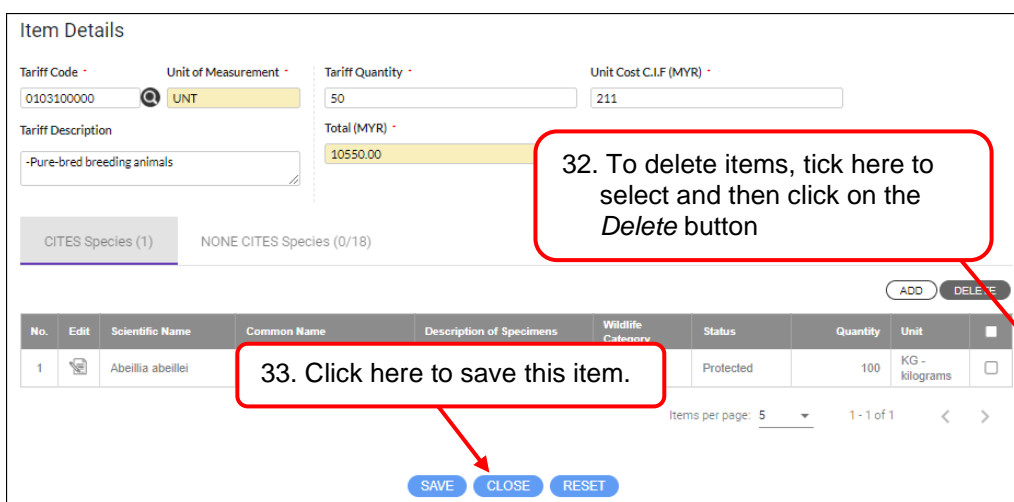 Item Details
Tariff Code * Unit of Measurement * Tariff Quantity * Unit Cost C.I.F (MYR) *
0103100000 UNT 50 211
Tariff Description Total (MYR) *
-Pure-bred breeding animals 10550.00
32. To delete items, tick here to
select and then click on the
Delete button
CITES Species (1) NONE CITES Species (0/18)
ADD DELETE
No. Edit Scientific Name Common Name Description of Specimens Wildlife Category Status Quantity Unit
1 Abeillia abeillei Protected 100 KG -
kilograms
33. Click here to save this item.
Items per page: 5 1 - 1 of 1
SAVE CLOSE RESET